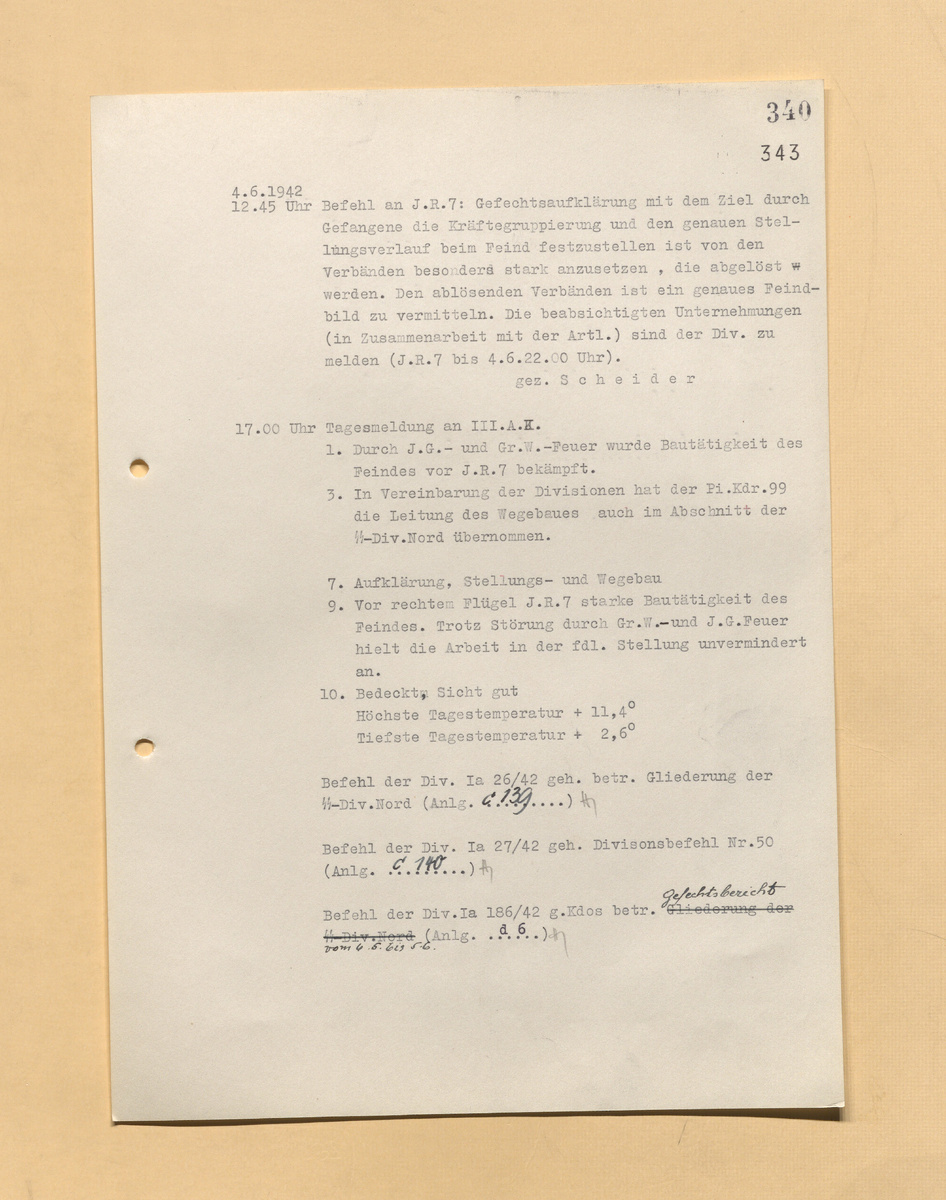 340
343
4.6.1942
12.45 Uhr Befehl an J.R.7: Gefechtsaufklärung mit dem Ziel durch
Gefangene die Kräftegruppierung und den genauen Stel-
lungsverlauf beim Feind festzustellen ist von den
Verbänden besonders stark anzusetzen , die abgelöst w
werden. Den ablösenden Verbänden ist ein genaues Feind-
bild zu vermitteln. Die beabsichtigten Unternehmungen
(in Zusammenarbeit mit der Artl.) sind der Div. zu
melden (J.R.7 bis 4.6.22.00 Uhr).
gez. S c h e i d e r
17.00 Uhr Tagesmeldung an III.A.K.
1. Durch J.G.- und Gr.W.-Feuer wurde Bautätigkeit des
Feindes vor J.R.7 bekämpft.
3. In Vereinbarung der Divisionen hat der Pi.Kdr.99
die Leitung des Wegebaues auch im Abschnitt der
ᛋᛋ-Div.Nord übernommen.
7. Aufklärung, Stellungs- und Wegebau
9. Vor rechtem Flügel J.R.7 starke Bautätigkeit des
Feindes. Trotz Störung durch Gr.W.-und J.G.Feuer
hielt die Arbeit in der fdl. Stellung unvermindert
an.
10. Bedeckt, Sicht gut
Höchste Tagestemperatur + 11,4°
Tiefste Tagestemperatur + 2,6°
Befehl der Div. Ia 26/42 geh. betr. Gliederung der
ᛋᛋ-Div.Nord (Anlg. c.139....)
Befehl der Div. Ia 27/42 geh. Divisonsbefehl Nr.50
(Anlg. c 140...)
Gefechtsbericht
Befehl der Div.Ia 186/42 g.Kdos betr. Gliederung der
ᛋᛋ-Div.Nord (Anlg. ..d 6..)
vom 4.5. bis 5.6.